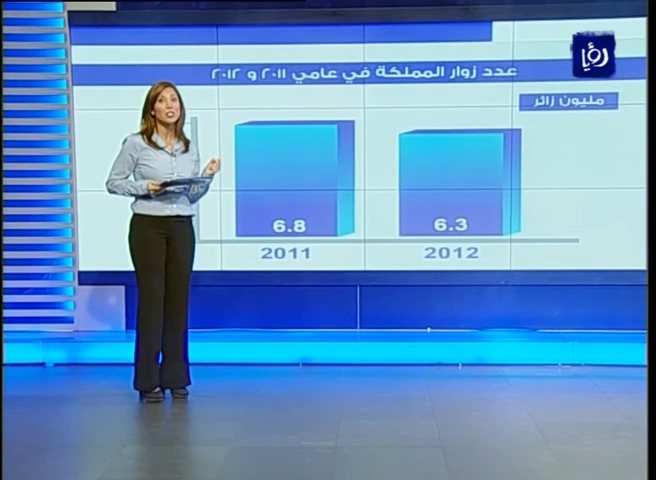 رؤيا
عدد زوار المملكة في عامي ٢٠١١ و ٢٠١٢
مليون زائر
6.8
6.3
2011
2012